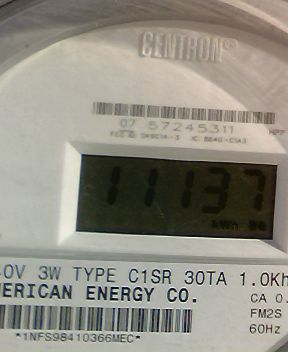 CENTRON®
07 57245311
11137
kWh
0V 3W TYPE C1SR 30TA 1.0Kh
MERICAN ENERGY CO.
CA 0.
FM2S
60Hz
*1NFS98410366MEC*